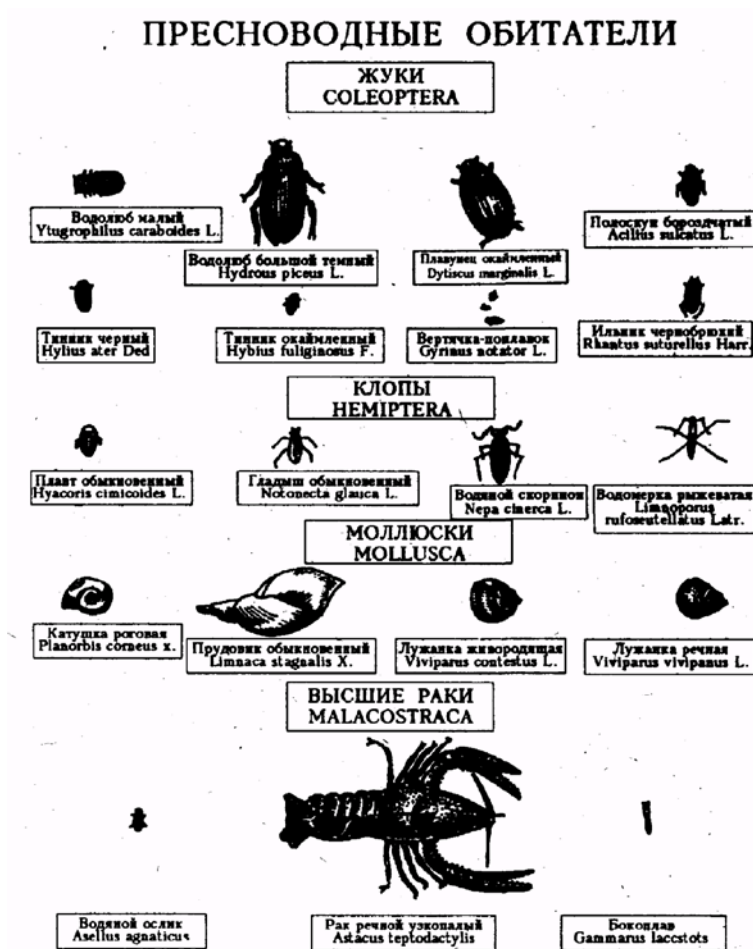 ПРЕСНОВОДНЫЕ ОБИТАТЕЛИ
ЖУКИ
COLEOPTERA
Водолюб малый
Ytugrophilus caraboides L.
Водолюб большой темный
Hydrous piceus L.
Плавунец окаймленный
Dytiscus marginalis L.
Полоскун бороздчатый
Acilius sulcatus L.
Тинник черный
Hylius ater Ded
Тинник окаймленный
Hybius fuliginosus F.
Вертячка-поплавок
Gyrinus notator L.
Ильник чернобрюхий
Rhantus suturellus Harr.
КЛОПЫ
HEMIPTERA
Плавт обыкновенный
Hyacoris cimicoides L.
Гладыш обыкновенный
Notonecta glauca L.
Водяной скорпион
Nepa cinerca L.
Водомерка рыжеватая
Limnoporus
rufoseutellatus Latr.
МОЛЛЮСКИ
MOLLUSCA
Катушка роговая
Planorbis corneus x.
Прудовик обыкновенный
Limnaca stagnalis X.
Лужанка живородящая
Viviparus contestus L.
Лужанка речная
Viviparus vivipanus L.
ВЫСШИЕ РАКИ
MALACOSTRACA
Водяной ослик
Asellus agnaticus
Рак речной узкопалый
Astacus teptodactylis
Бокоплав
Gammarus laccstots